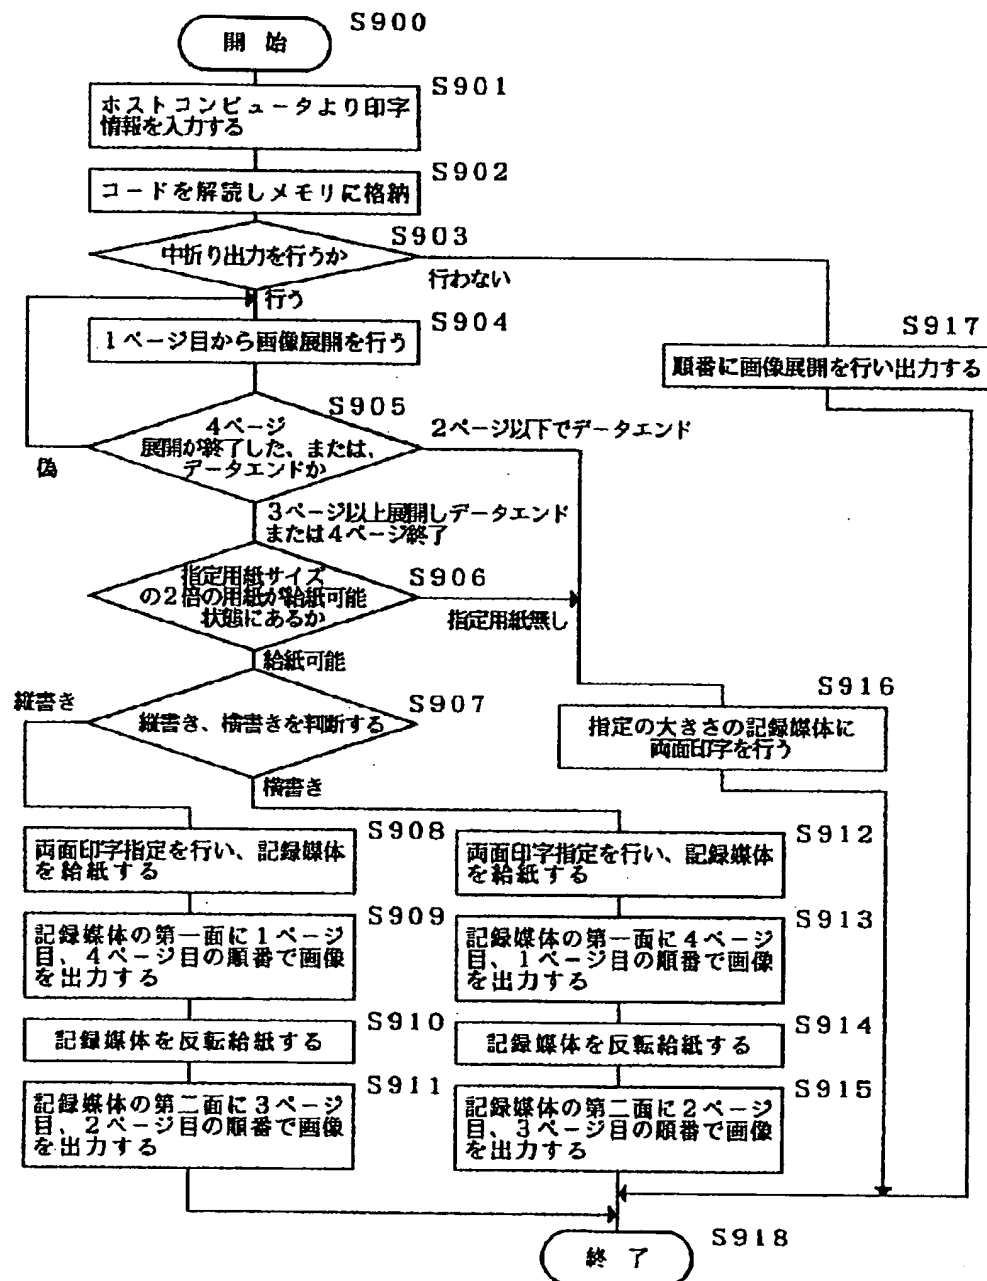 S900
開 始
S901
ホストコンピュータより印字
情報を入力する
S902
コードを解読しメモリに格納
S903
中折り出力を行うか
行わない
行う
S904
1ページ目から画像展開を行う
S917
順番に画像展開を行い出力する
S905
4ページ
展開が終了した、または、
データエンドか
2ページ以下でデータエンド
偽
3ページ以上展開しデータエンド
または4ページ終了
S906
指定用紙サイズ
の2倍の用紙が給紙可能
状態にあるか
指定用紙無し
給紙可能
S907
縦書き
縦書き、横書きを判断する
横書き
S916
指定の大きさの記録媒体に
両面印字を行う
S908
両面印字指定を行い、記録媒体
を給紙する
S912
両面印字指定を行い、記録媒体
を給紙する
S909
記録媒体の第一面に1ページ
目、4ページ目の順番で画像
を出力する
S913
記録媒体の第一面に4ページ
目、1ページ目の順番で画像
を出力する
S910
記録媒体を反転給紙する
S914
記録媒体を反転給紙する
S911
記録媒体の第二面に3ページ
目、2ページ目の順番で画像
を出力する
S915
記録媒体の第二面に2ページ
目、3ページ目の順番で画像
を出力する
S918
終 了